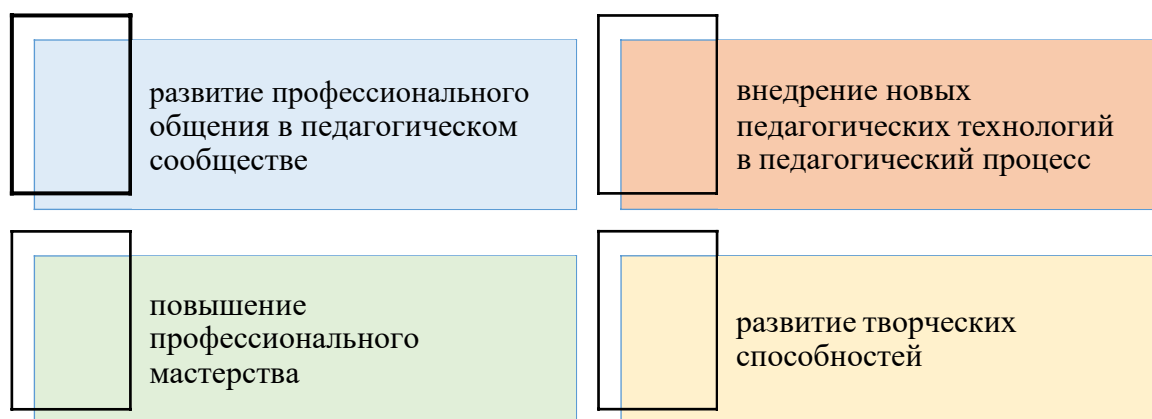 развитие профессионального
общения в педагогическом
сообществе
внедрение новых
педагогических технологий
в педагогический процесс
повышение
профессионального
мастерства
развитие творческих
способностей